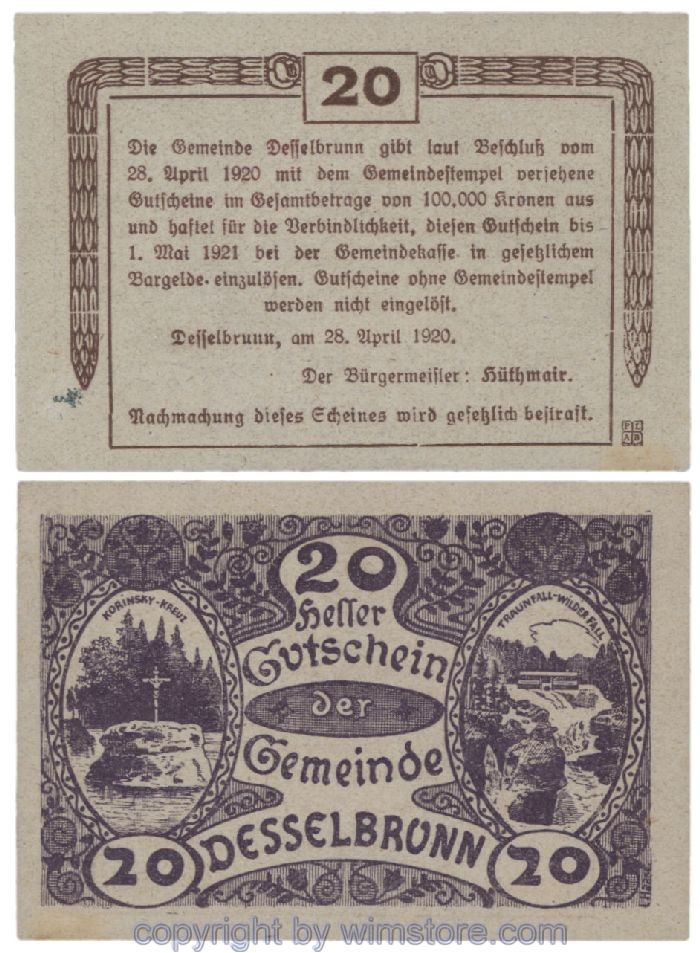 20
Die Gemeinde Desselbrunn gibt laut Beschluß vom
28. April 1920 mit dem Gemeindestempel versehene
Gutscheine im Gesamtbetrage von 100,000 Kronen aus
und haftet für die Verbindlichkeit, diesen Gutschein bis
1. Mai 1921 bei der Gemeindekasse in gesetzlichem
Bargelde einzulösen. Gutscheine ohne Gemeindestempel
werden nicht eingelöst.
Desselbrunn, am 28. April 1920.
Der Bürgermeister: Hüthmair.
Nachmachung dieses Scheines wird gesetzlich bestraft.
KORINSKY-KREUZ
TRAUNFALL-WILDER FALL
20
Heller
Gutschein
der
Gemeinde
DESSELBRUNN
20
20
copyright by wimstore.com